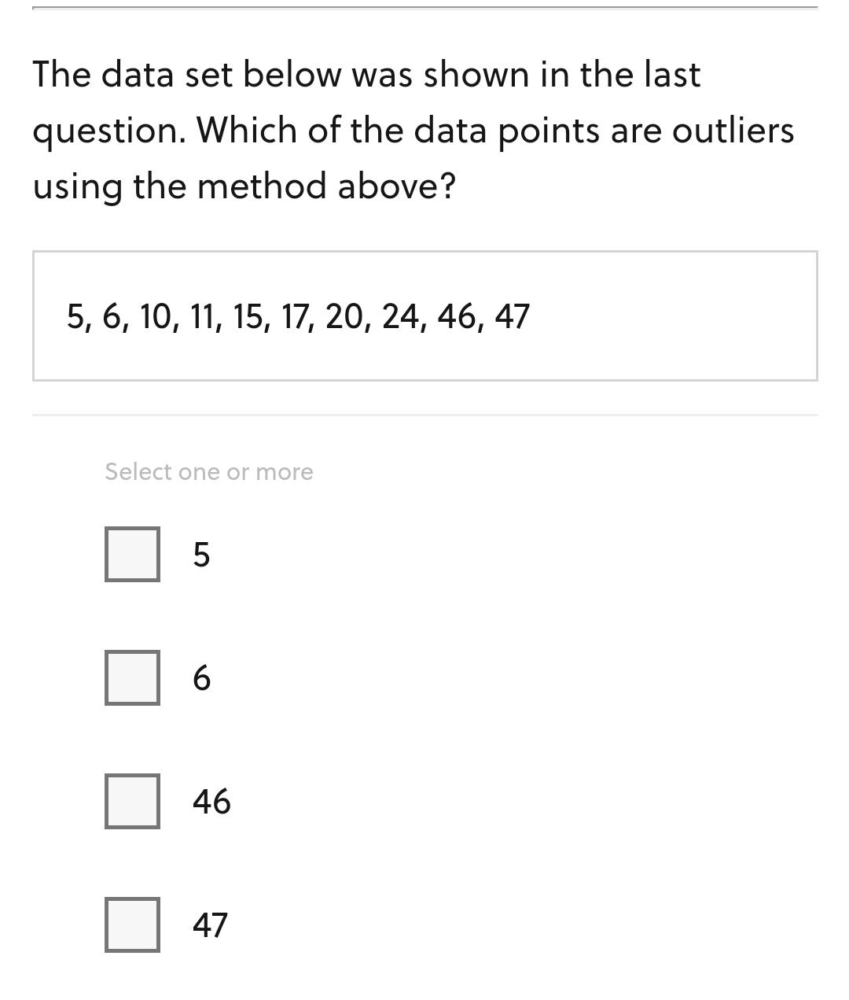 The data set below was shown in the last
question. Which of the data points are outliers
using the method above?
5, 6, 10, 11, 15, 17, 20, 24, 46, 47
Select one or more
5
6
46
47